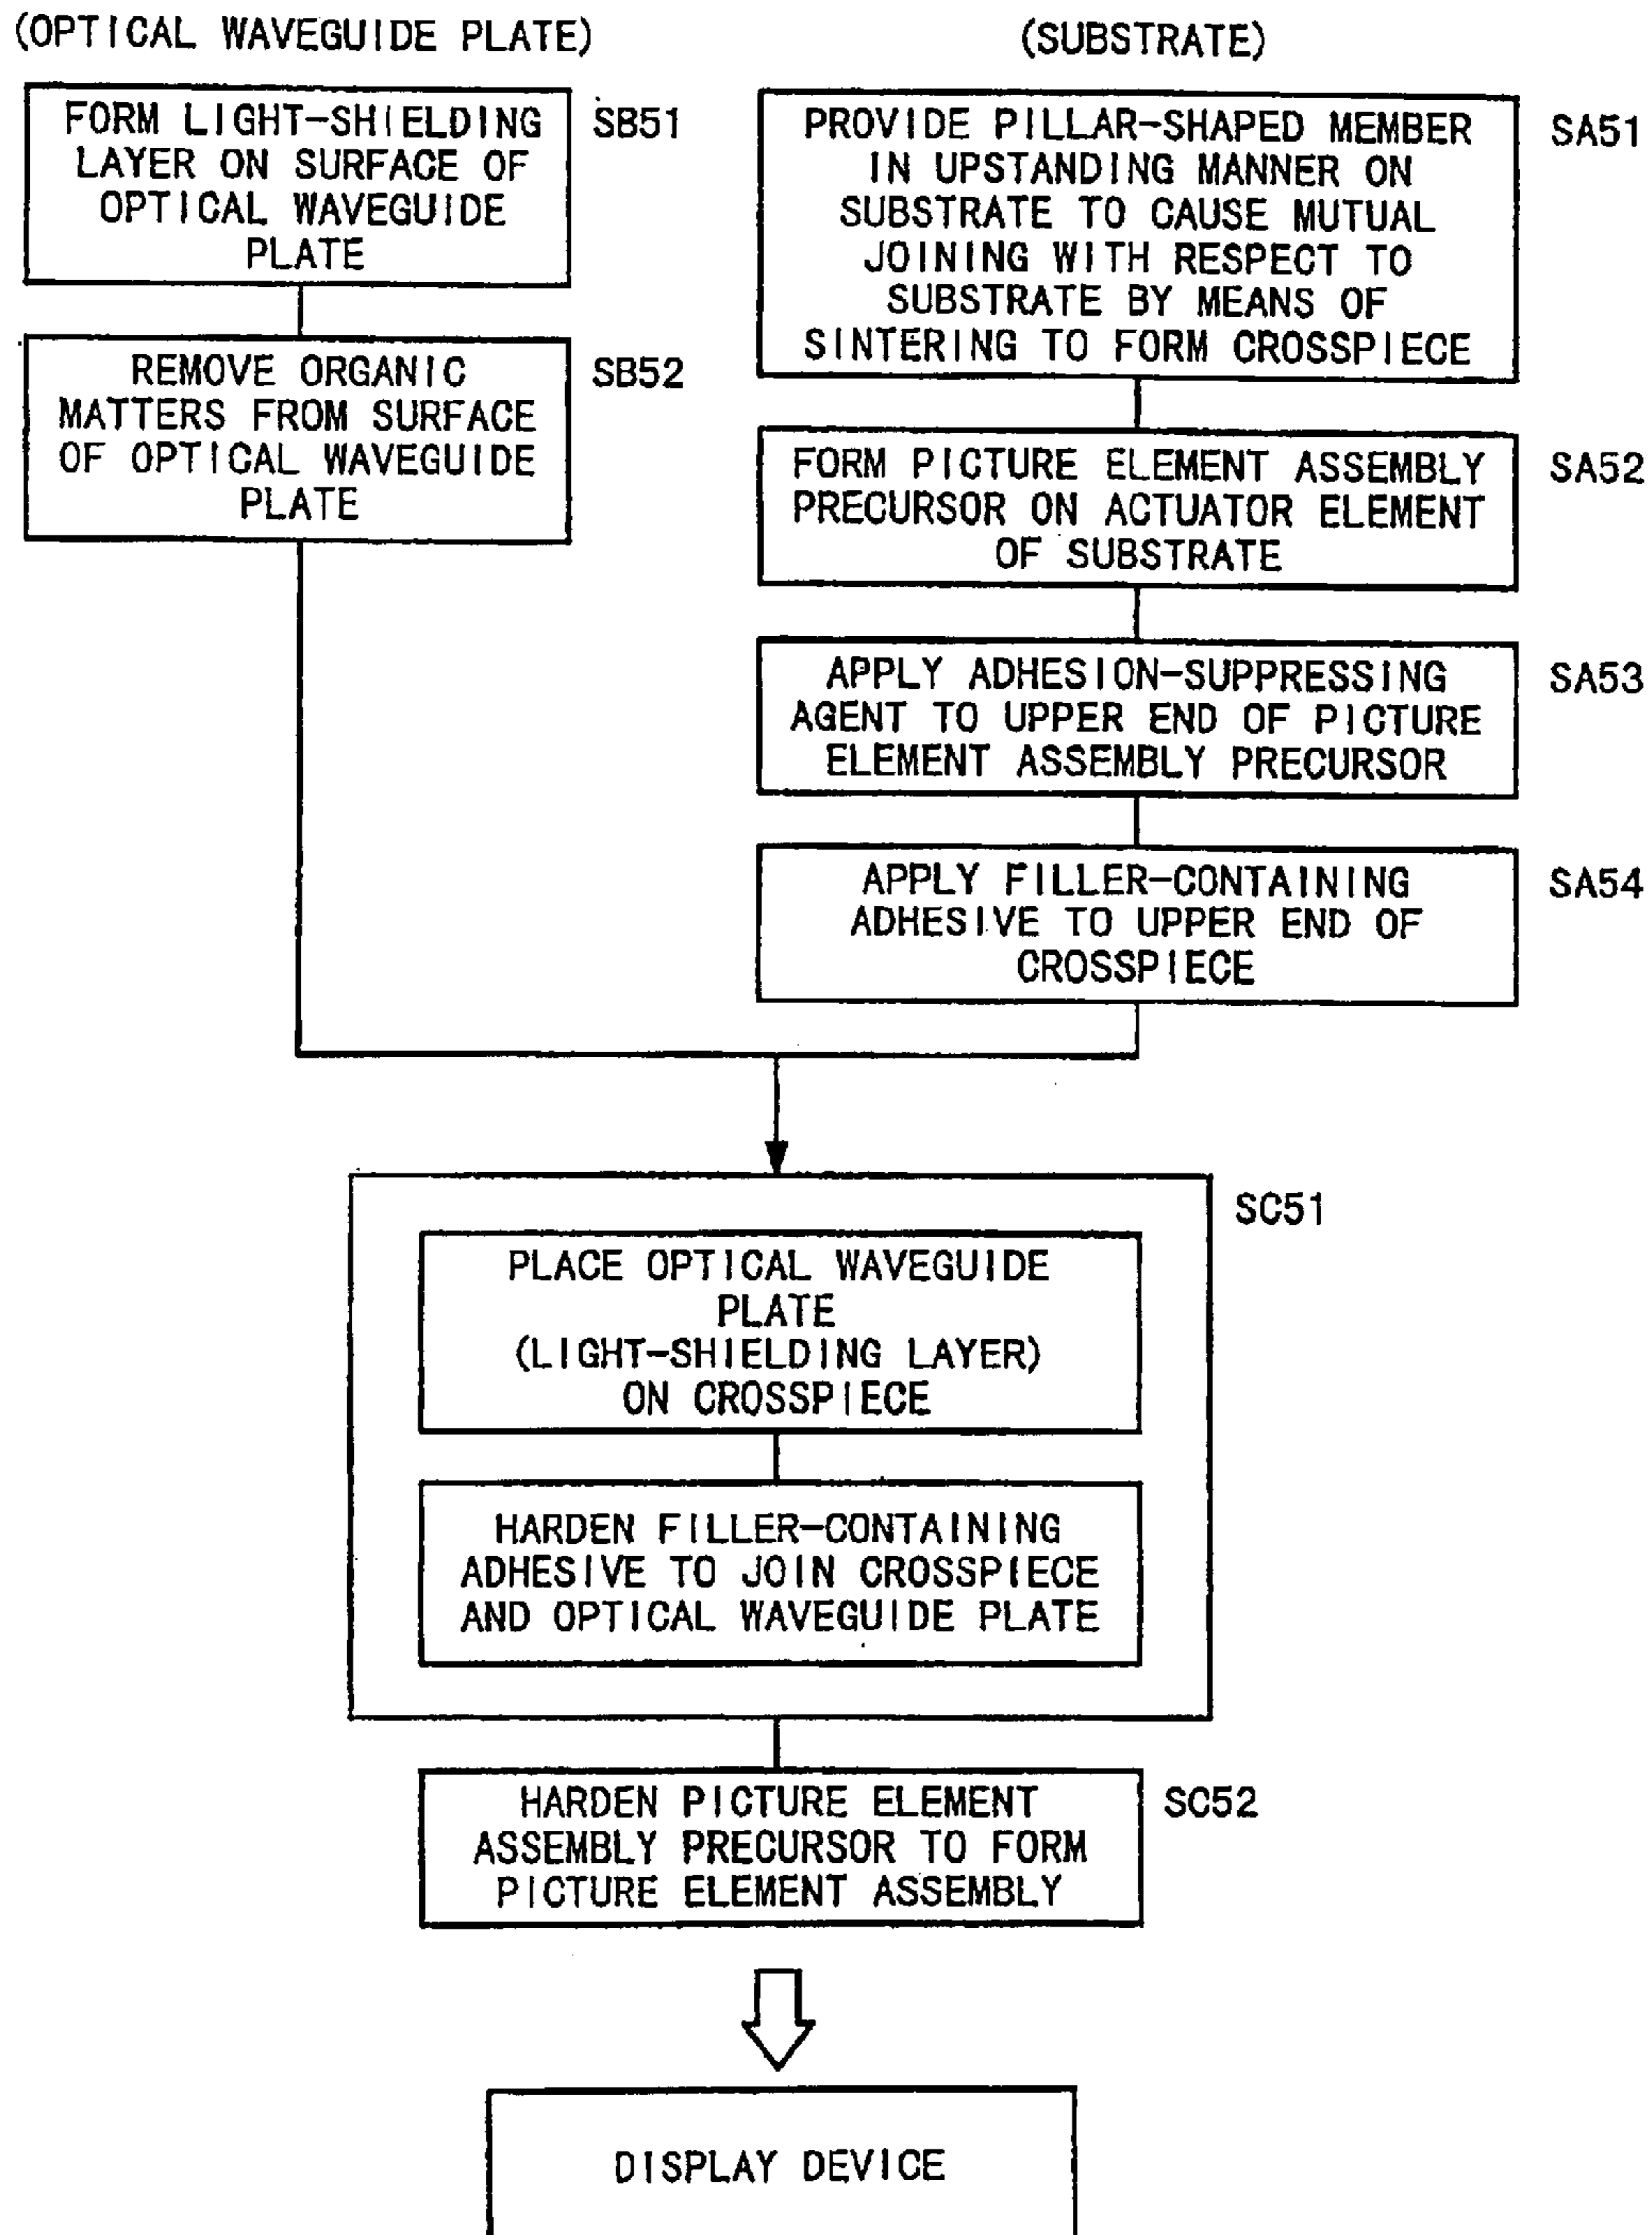 (OPTICAL WAVEGUIDE PLATE)
FORM LIGHT-SHIELDING
LAYER ON SURFACE OF
OPTICAL WAVEGUIDE
PLATE
SB51
REMOVE ORGANIC
MATTERS FROM SURFACE
OF OPTICAL WAVEGUIDE
PLATE
SB52
(SUBSTRATE)
PROVIDE PILLAR-SHAPED MEMBER
IN UPSTANDING MANNER ON
SUBSTRATE TO CAUSE MUTUAL
JOINING WITH RESPECT TO
SUBSTRATE BY MEANS OF
SINTERING TO FORM CROSSPIECE
SA51
FORM PICTURE ELEMENT ASSEMBLY
PRECURSOR ON ACTUATOR ELEMENT
OF SUBSTRATE
SA52
APPLY ADHESION-SUPPRESSING
AGENT TO UPPER END OF PICTURE
ELEMENT ASSEMBLY PRECURSOR
SA53
APPLY FILLER-CONTAINING
ADHESIVE TO UPPER END OF
CROSSPIECE
SA54
SC51
PLACE OPTICAL WAVEGUIDE
PLATE
(LIGHT-SHIELDING LAYER)
ON CROSSPIECE
HARDEN FILLER-CONTAINING
ADHESIVE TO JOIN CROSSPIECE
AND OPTICAL WAVEGUIDE PLATE
HARDEN PICTURE ELEMENT
ASSEMBLY PRECURSOR TO FORM
PICTURE ELEMENT ASSEMBLY
SC52
DISPLAY DEVICE